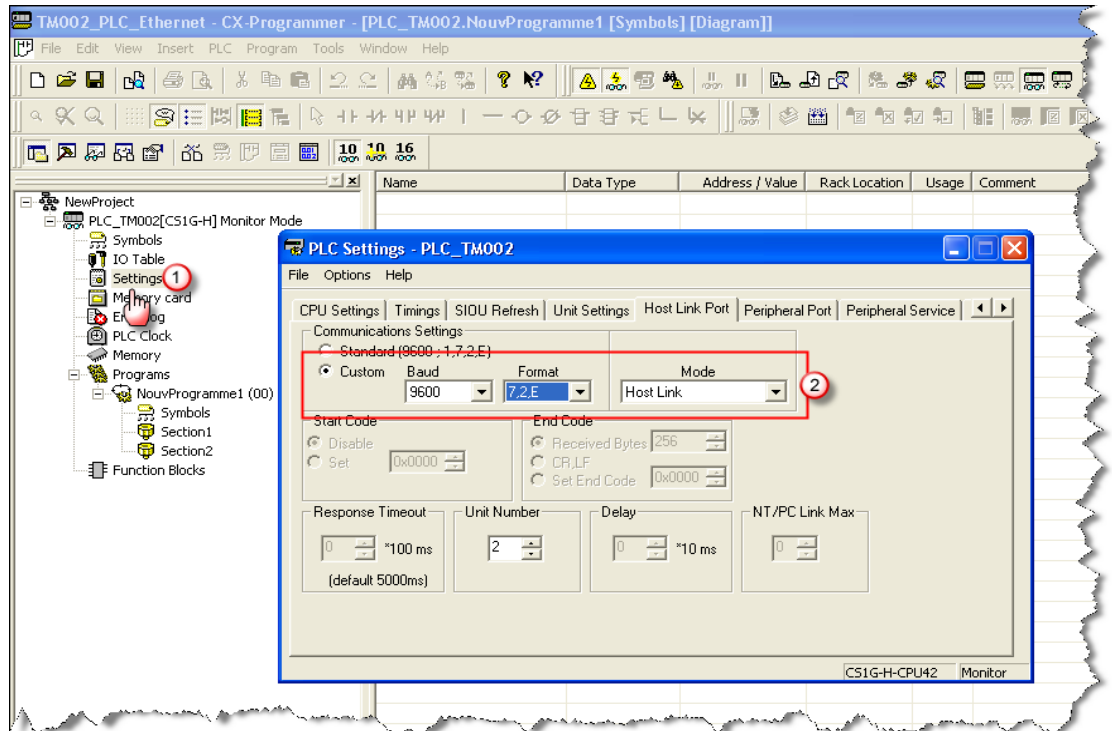 TM002_PLC_Ethernet - CX-Programmer - [PLC_TM002.NouvProgramme1 [Symbols] [Diagram]]
File Edit View Insert PLC Program Tools Window Help
10 10 16
Name Data Type Address / Value Rack Location Usage Comment
NewProject
PLC_TM002[CS1G-H] Monitor Mode
Symbols
IO Table
Settings 1
Memory card
PLC Clock
Memory
Programs
NouvProgramme1 (00)
Symbols
Section1
Section2
Function Blocks
PLC Settings - PLC_TM002
File Options Help
CPU Settings Timings SIOU Refresh Unit Settings Host Link Port Peripheral Port Peripheral Service
Communications Settings
Standard (9600 ; 1,7,2,E)
Custom Baud Format Mode
9600 7,2,E Host Link 2
Start Code End Code
Disable Received Bytes 256
Set 0x0000 CR,LF
Set End Code 0x0000
Response Timeout Unit Number Delay NT/PC Link Max
0 *100 ms 2 0 *10 ms 0
(default 5000ms)
CS1G-H-CPU42 Monitor